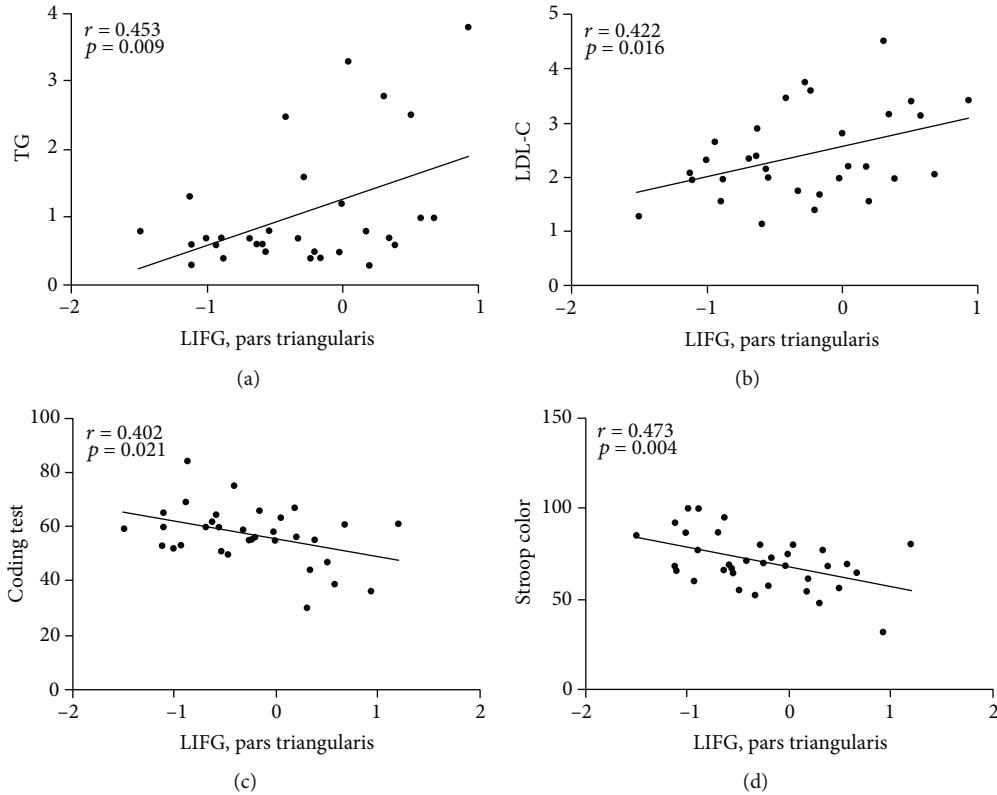 4
3
2
1
0
TG
r = 0.453
p = 0.009
−2
−1
0
1
LIFG, pars triangularis
(a)
5
4
3
2
1
0
LDL-C
r = 0.422
p = 0.016
−2
−1
0
1
LIFG, pars triangularis
(b)
100
80
60
40
20
0
Coding test
r = 0.402
p = 0.021
−2
−1
0
1
2
LIFG, pars triangularis
(c)
150
100
50
0
Stroop color
r = 0.473
p = 0.004
−2
−1
0
1
2
LIFG, pars triangularis
(d)